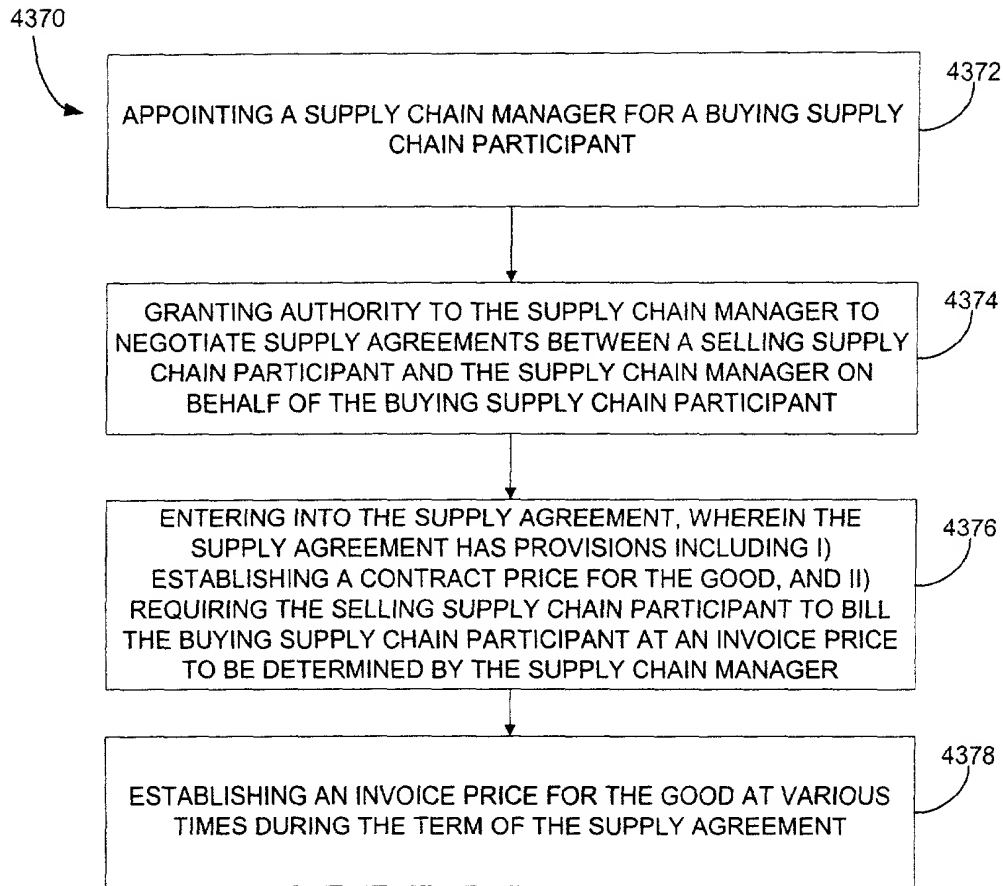 4370
4372
APPOINTING A SUPPLY CHAIN MANAGER FOR A BUYING SUPPLY
CHAIN PARTICIPANT
4374
GRANTING AUTHORITY TO THE SUPPLY CHAIN MANAGER TO
NEGOTIATE SUPPLY AGREEMENTS BETWEEN A SELLING SUPPLY
CHAIN PARTICIPANT AND THE SUPPLY CHAIN MANAGER ON
BEHALF OF THE BUYING SUPPLY CHAIN PARTICIPANT
4376
ENTERING INTO THE SUPPLY AGREEMENT, WHEREIN THE
SUPPLY AGREEMENT HAS PROVISIONS INCLUDING I)
ESTABLISHING A CONTRACT PRICE FOR THE GOOD, AND II)
REQUIRING THE SELLING SUPPLY CHAIN PARTICIPANT TO BILL
THE BUYING SUPPLY CHAIN PARTICIPANT AT AN INVOICE PRICE
TO BE DETERMINED BY THE SUPPLY CHAIN MANAGER
4378
ESTABLISHING AN INVOICE PRICE FOR THE GOOD AT VARIOUS
TIMES DURING THE TERM OF THE SUPPLY AGREEMENT